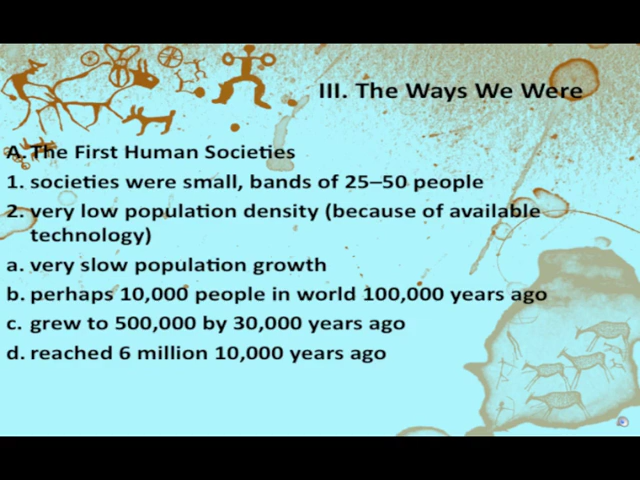 III. The Ways We Were
A. The First Human Societies
1. societies were small, bands of 25–50 people
2. very low population density (because of available
technology)
a. very slow population growth
b. perhaps 10,000 people in world 100,000 years ago
c. grew to 500,000 by 30,000 years ago
d. reached 6 million 10,000 years ago